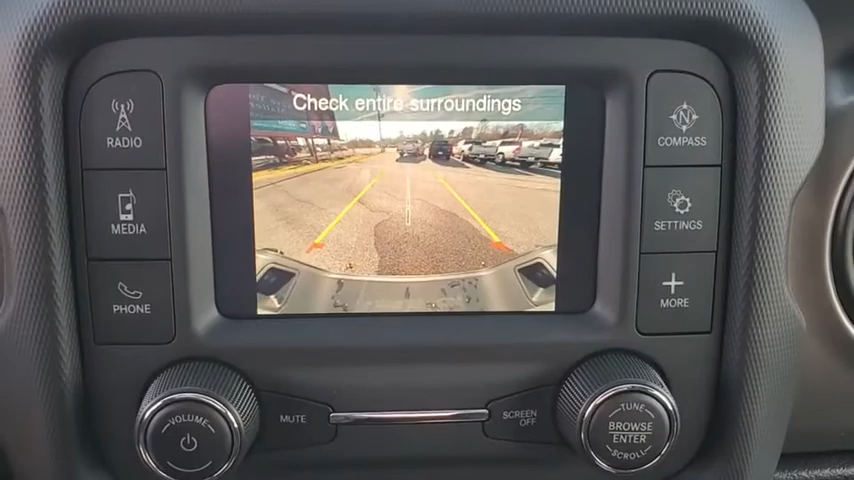 Check entire surroundings
RADIO
MEDIA
PHONE
N
COMPASS
SETTINGS
MORE
VOLUME
MUTE
SCREEN
OFF
TUNE
BROWSE
ENTER
SCROLL